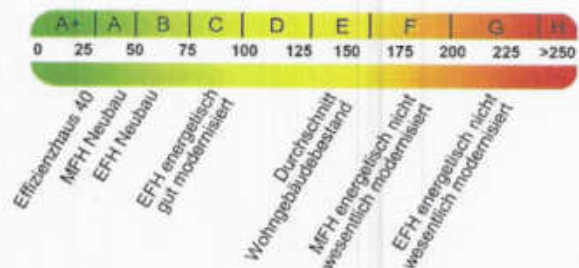 A+ A B C D E F G H
0 25 50 75 100 125 150 175 200 225 >250
Effizienzhaus 40
MFH Neubau
EFH Neubau
EFH energetisch
gut modernisiert
Durchschnitt
Wohngebäudebestand
MFH energetisch nicht
wesentlich modernisiert
EFH energetisch nicht
wesentlich modernisiert